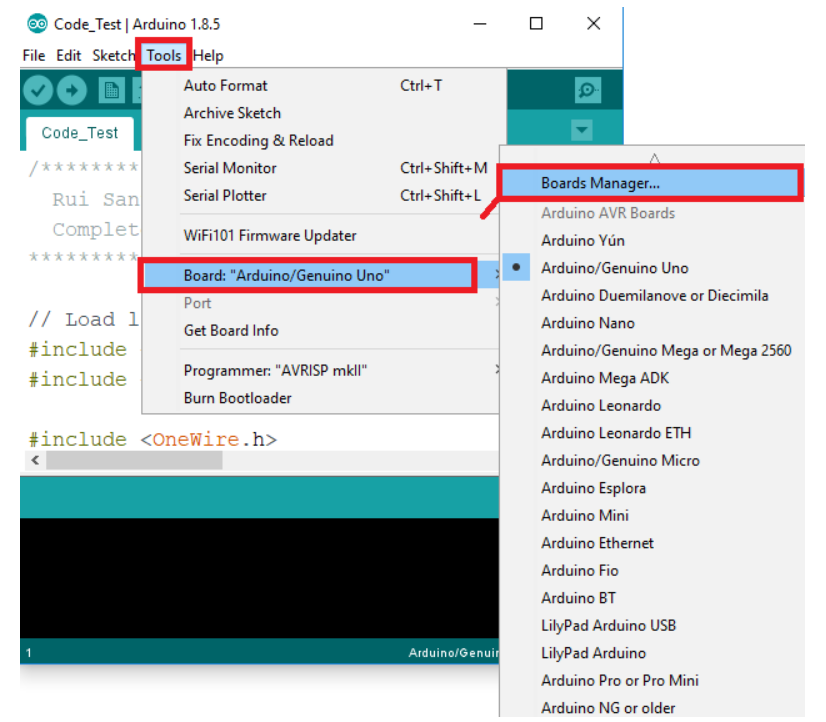 Code_Test | Arduino 1.8.5
File Edit Sketch Tools Help
Code_Test
/********
Rui San
Complet
*********
// Load l
#include
#include
#include <OneWire.h>
Auto Format Ctrl+T
Archive Sketch
Fix Encoding & Reload
Serial Monitor Ctrl+Shift+M
Serial Plotter Ctrl+Shift+L
WiFi101 Firmware Updater
Board: "Arduino/Genuino Uno"
Port
Get Board Info
Programmer: "AVRISP mkII"
Burn Bootloader
Boards Manager...
Arduino AVR Boards
Arduino Yún
Arduino/Genuino Uno
Arduino Duemilanove or Diecimila
Arduino Nano
Arduino/Genuino Mega or Mega 2560
Arduino Mega ADK
Arduino Leonardo
Arduino Leonardo ETH
Arduino/Genuino Micro
Arduino Esplora
Arduino Mini
Arduino Ethernet
Arduino Fio
Arduino BT
LilyPad Arduino USB
LilyPad Arduino
Arduino Pro or Pro Mini
Arduino NG or older
1 Arduino/Genuin